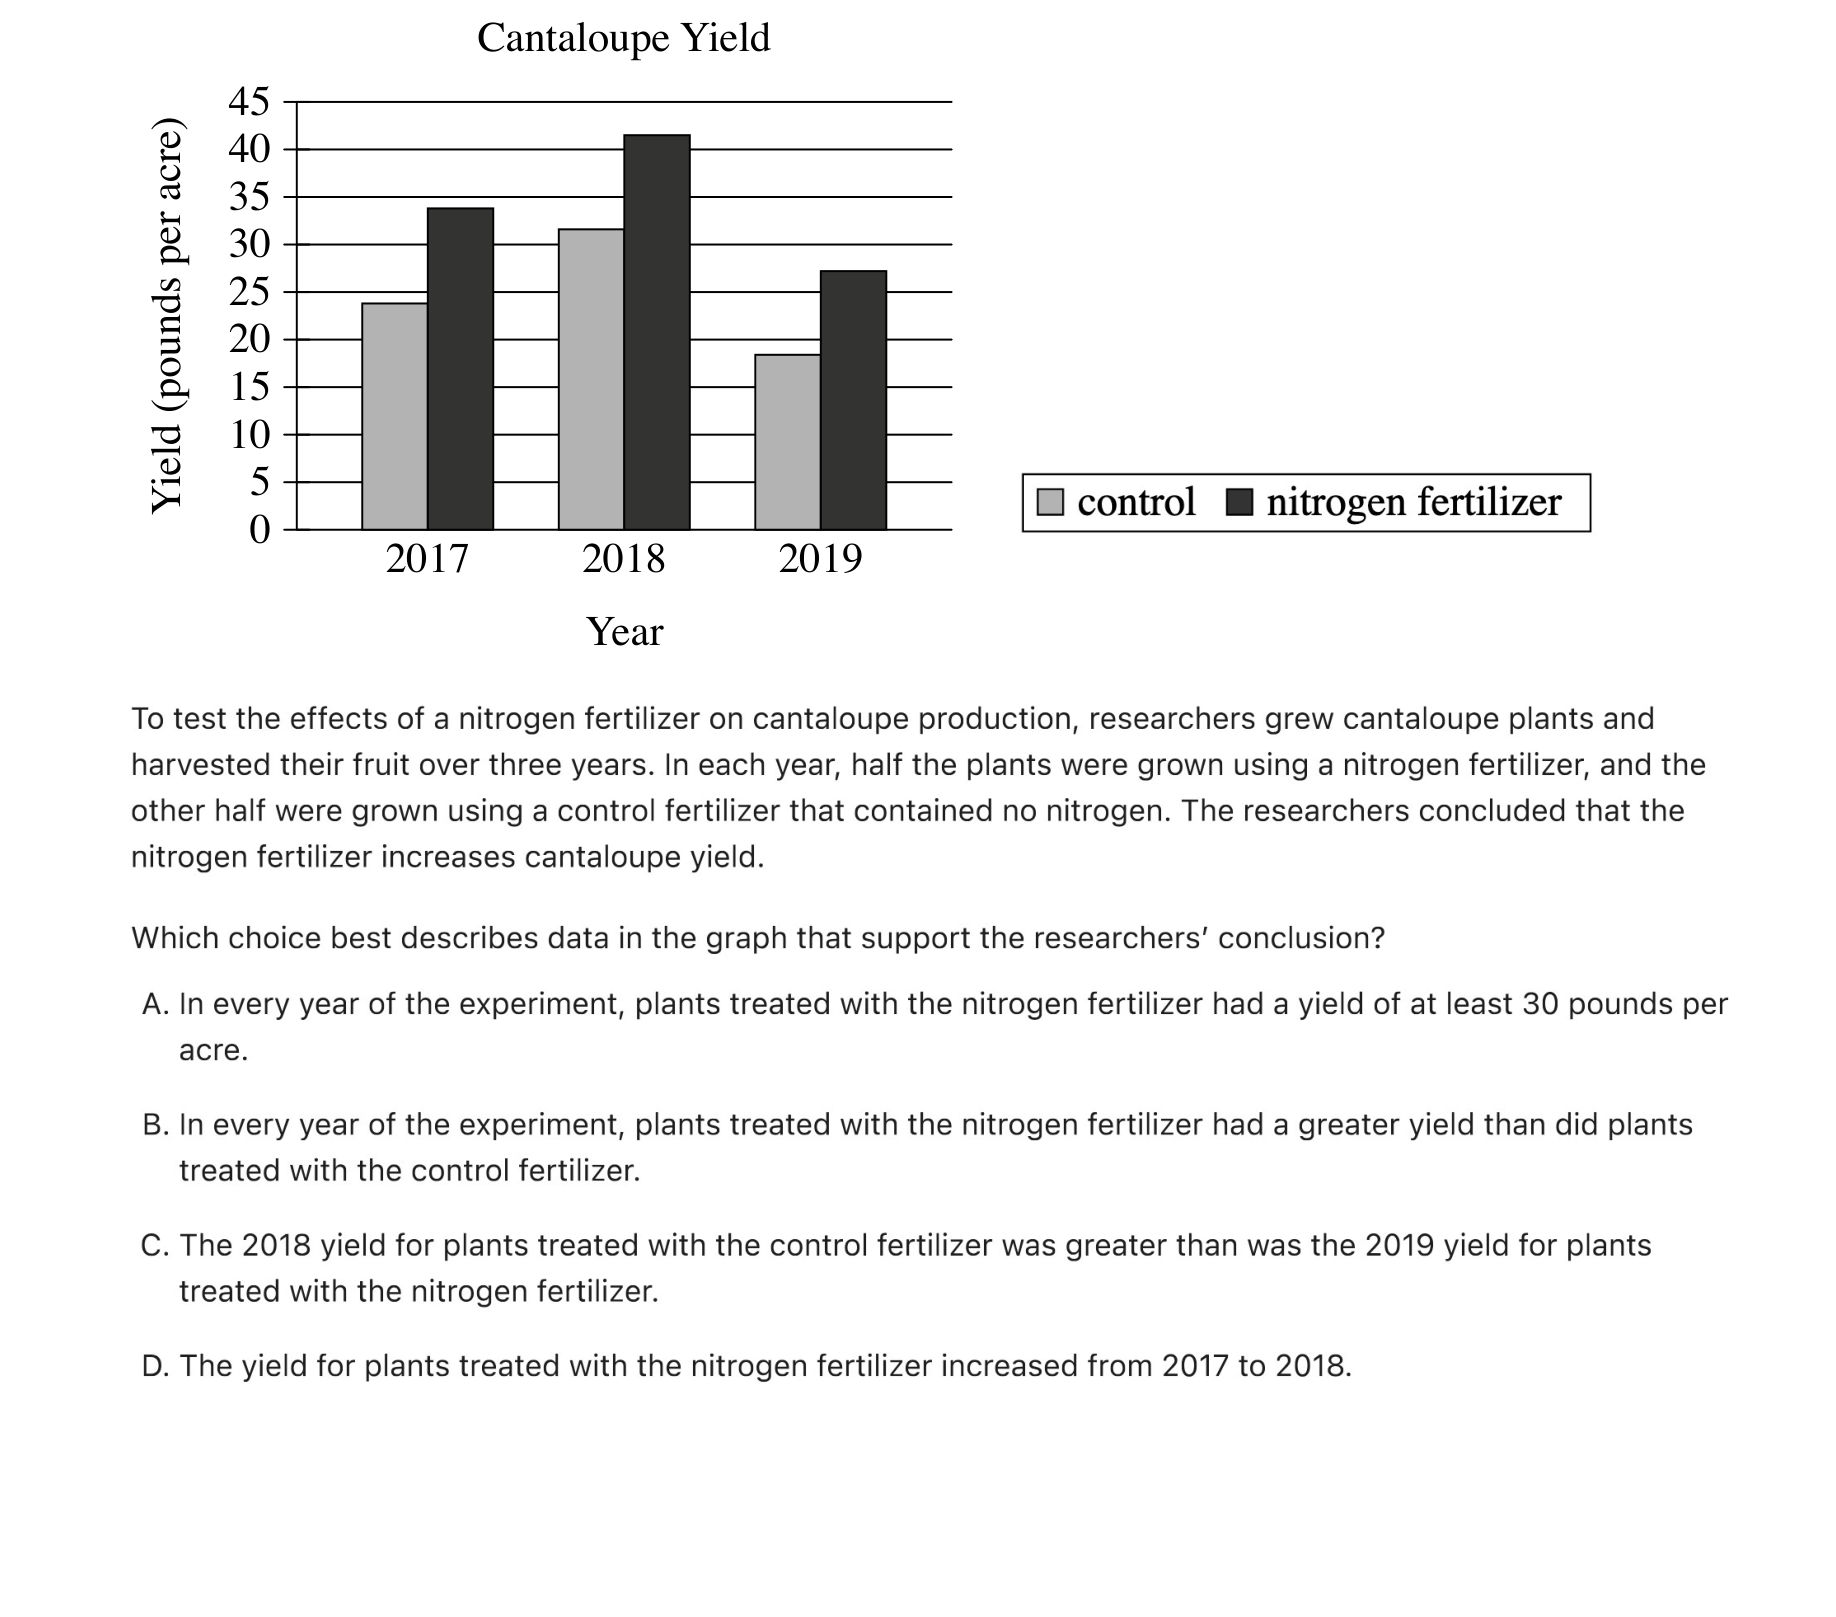 Cantaloupe Yield
45
40
35
30
25
20
15
10
5
0
Yield (pounds per acre)
2017 2018 2019
Year
control nitrogen fertilizer
To test the effects of a nitrogen fertilizer on cantaloupe production, researchers grew cantaloupe plants and
harvested their fruit over three years. In each year, half the plants were grown using a nitrogen fertilizer, and the
other half were grown using a control fertilizer that contained no nitrogen. The researchers concluded that the
nitrogen fertilizer increases cantaloupe yield.
Which choice best describes data in the graph that support the researchers’ conclusion?
A. In every year of the experiment, plants treated with the nitrogen fertilizer had a yield of at least 30 pounds per
acre.
B. In every year of the experiment, plants treated with the nitrogen fertilizer had a greater yield than did plants
treated with the control fertilizer.
C. The 2018 yield for plants treated with the control fertilizer was greater than was the 2019 yield for plants
treated with the nitrogen fertilizer.
D. The yield for plants treated with the nitrogen fertilizer increased from 2017 to 2018.